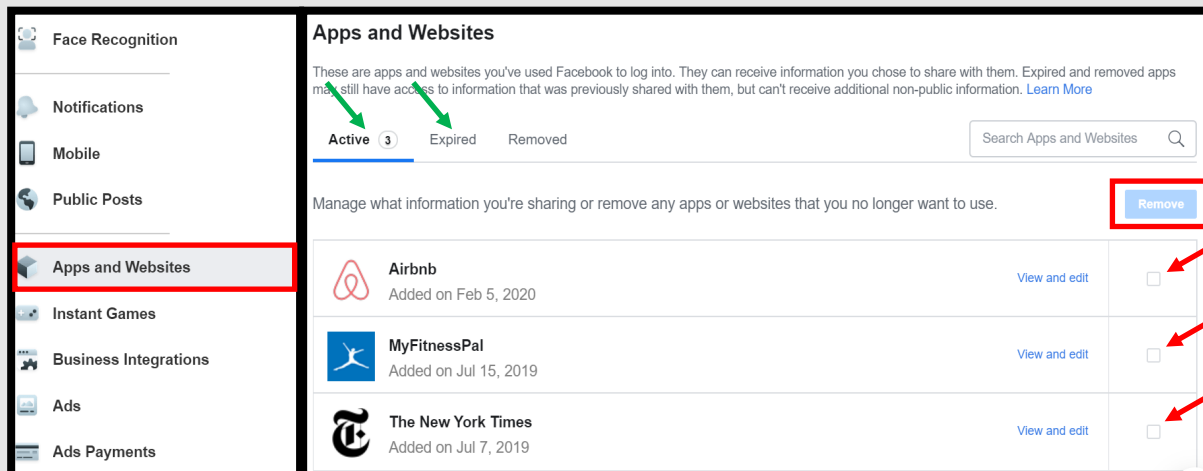 Face Recognition
Notifications
Mobile
Public Posts
Apps and Websites
Instant Games
Business Integrations
Ads
Ads Payments
Apps and Websites
These are apps and websites you've used Facebook to log into. They can receive information you chose to share with them. Expired and removed apps
may still have access to information that was previously shared with them, but can't receive additional non-public information. Learn More
Active 3 Expired Removed
Search Apps and Websites
Manage what information you're sharing or remove any apps or websites that you no longer want to use.
Remove
Airbnb
Added on Feb 5, 2020
View and edit
MyFitnessPal
Added on Jul 15, 2019
View and edit
The New York Times
Added on Jul 7, 2019
View and edit